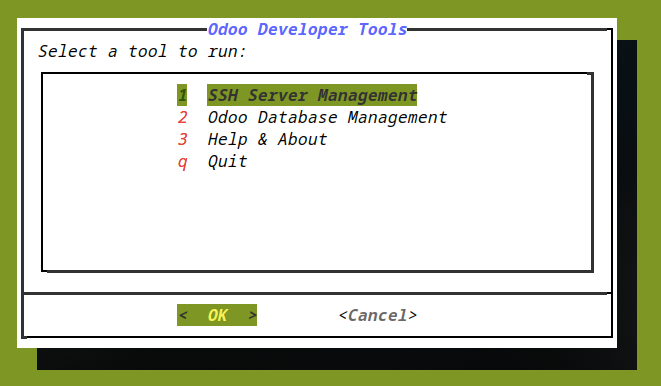 Odoo Developer Tools
Select a tool to run:
1 SSH Server Management
2 Odoo Database Management
3 Help & About
q Quit
< OK > <Cancel>